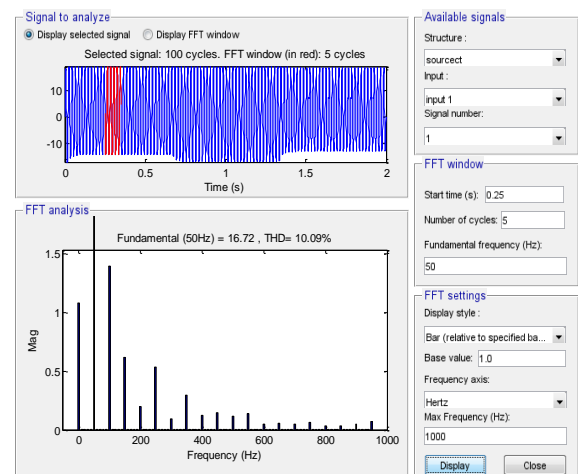 Signal to analyze
Display selected signal
Display FFT window
Selected signal: 100 cycles. FFT window (in red): 5 cycles
10
0
-10
0
0.5
1
1.5
2
Time (s)
FFT analysis
Fundamental (50Hz) = 16.72 , THD= 10.09%
1.5
1
0.5
0
Mag
0
200
400
600
800
1000
Frequency (Hz)
Available signals
Structure :
sourcect
Input :
input 1
Signal number:
1
FFT window
Start time (s): 0.25
Number of cycles: 5
Fundamental frequency (Hz):
50
FFT settings
Display style :
Bar (relative to specified ba...
Base value: 1.0
Frequency axis:
Hertz
Max Frequency (Hz):
1000
Display
Close